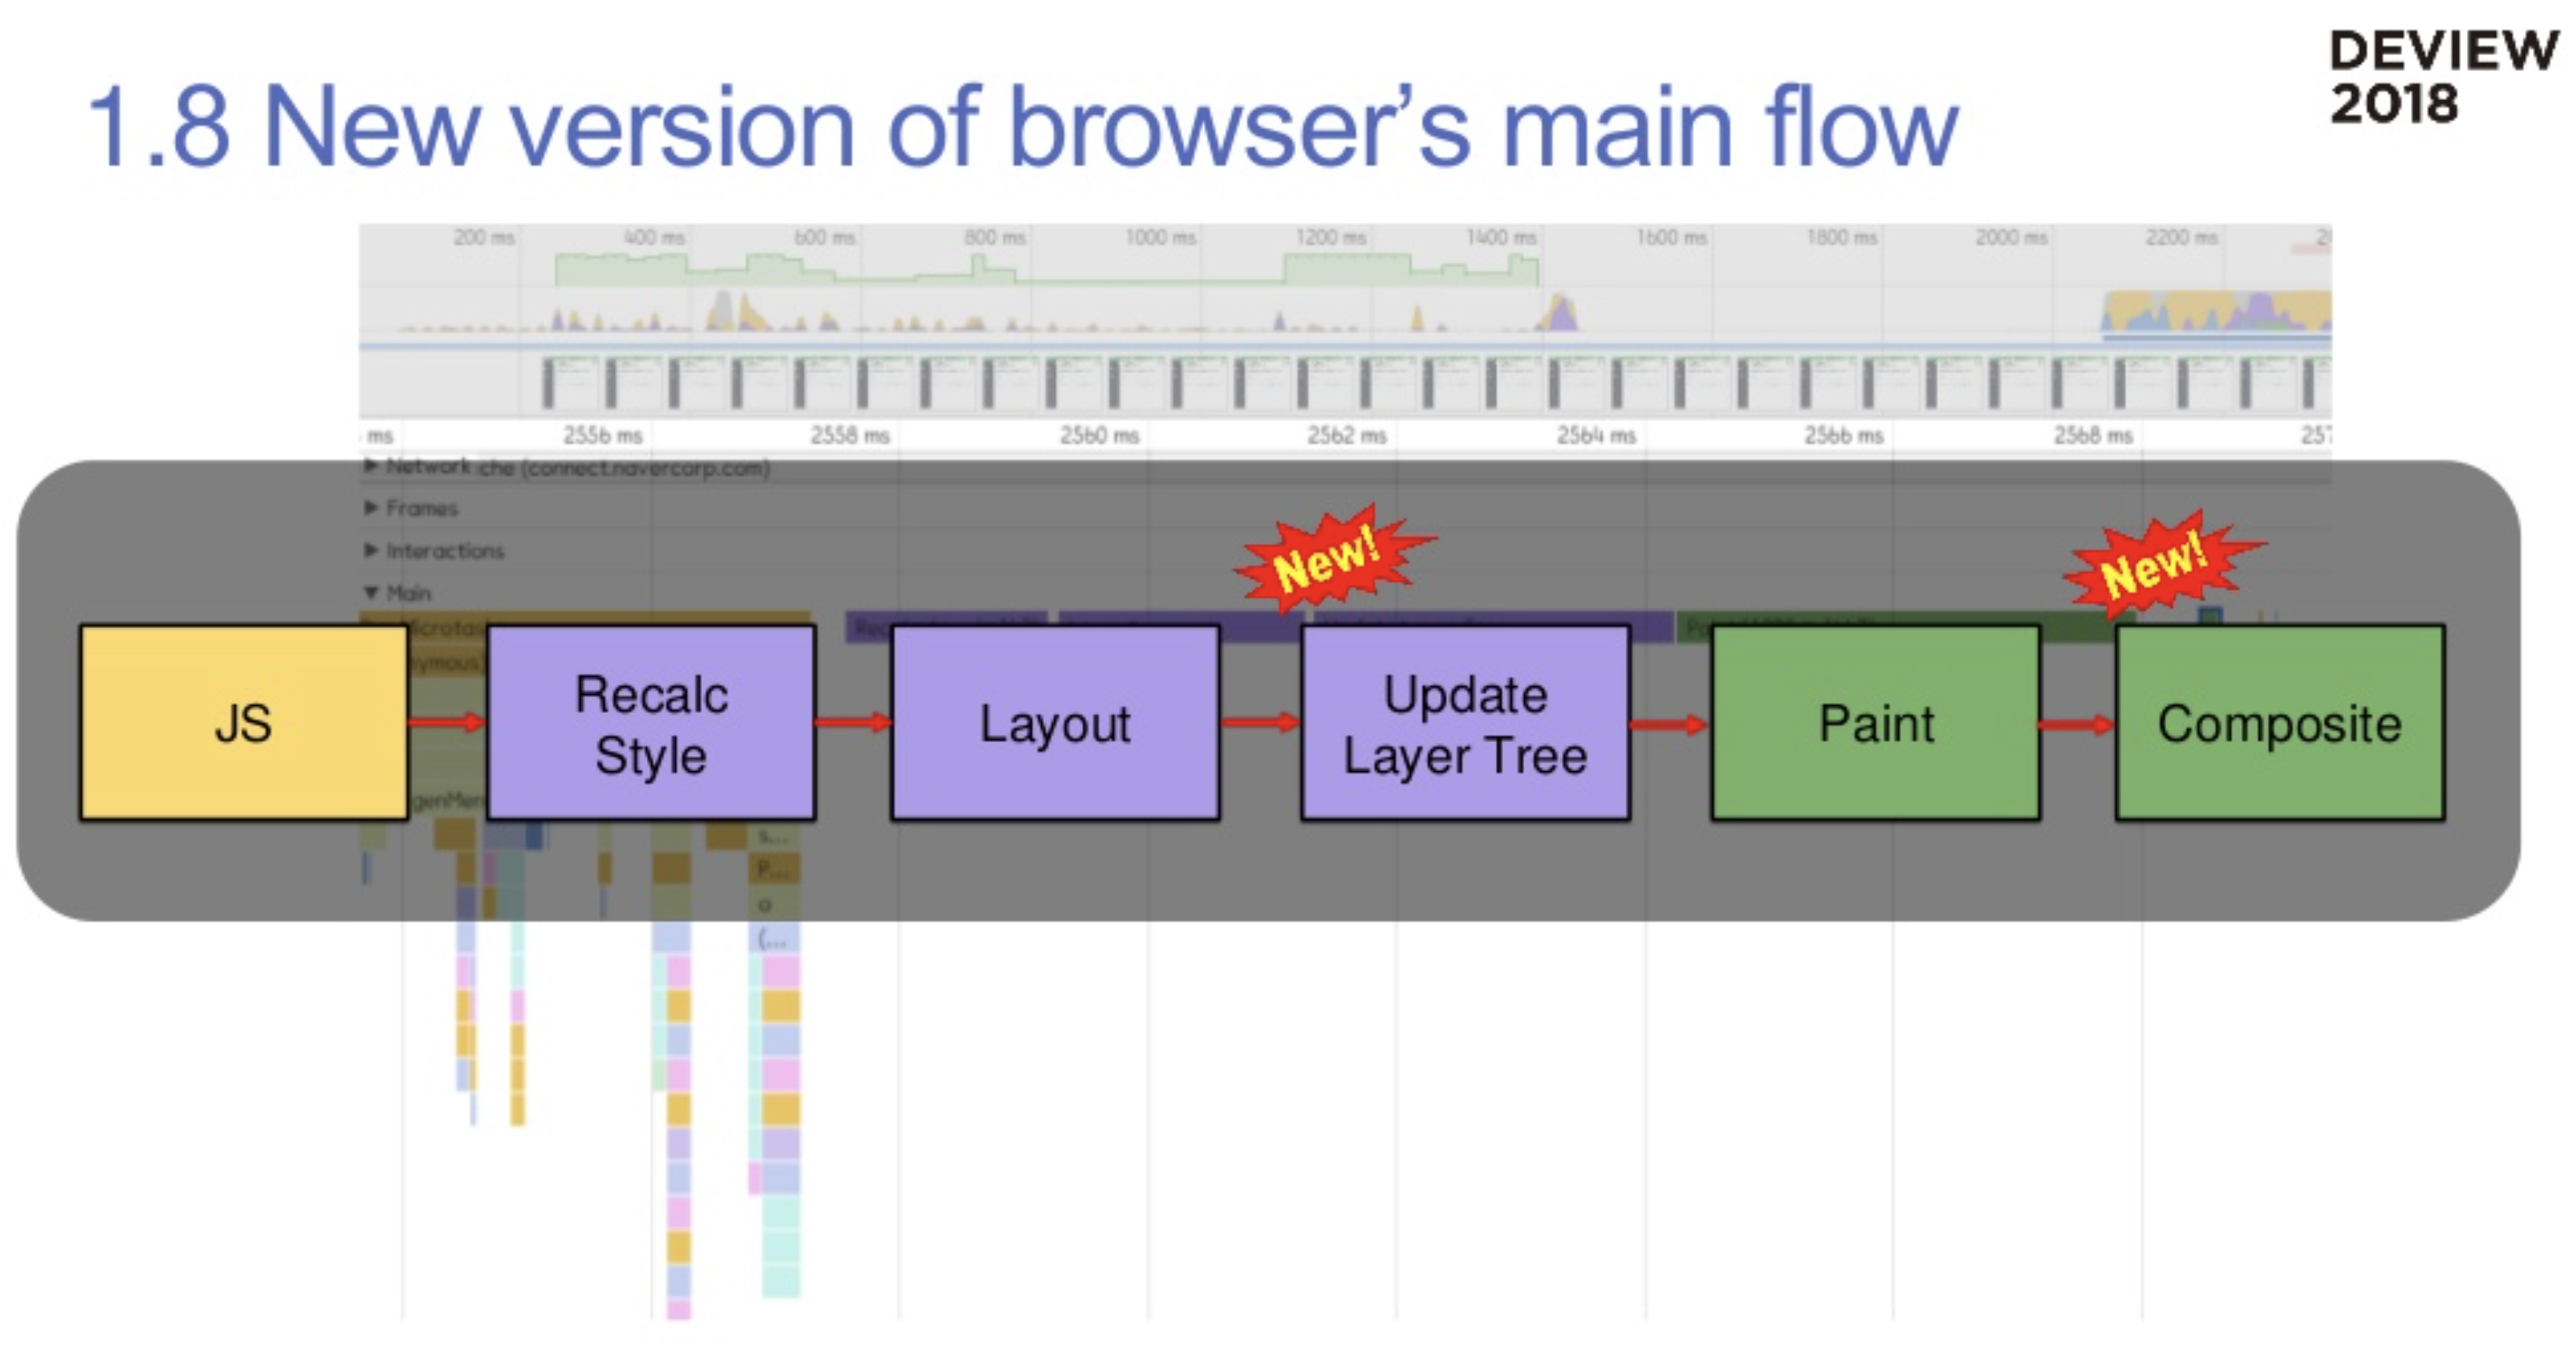 DEVIEW
2018
1.8 New version of browser's main flow
200 ms 400 ms 600 ms 800 ms 1000 ms 1200 ms 1400 ms 1600 ms 1800 ms 2000 ms 2200 ms
ms 2556 ms 2558 ms 2560 ms 2562 ms 2564 ms 2566 ms 2568 ms 257
▶ Network :che (connect.navercorp.com)
▶ Frames
▶ Interactions
▼ Main
New! New!
JS
Recalc
Style
Layout
Update
Layer Tree
Paint
Composite
s...
P...
o
(...